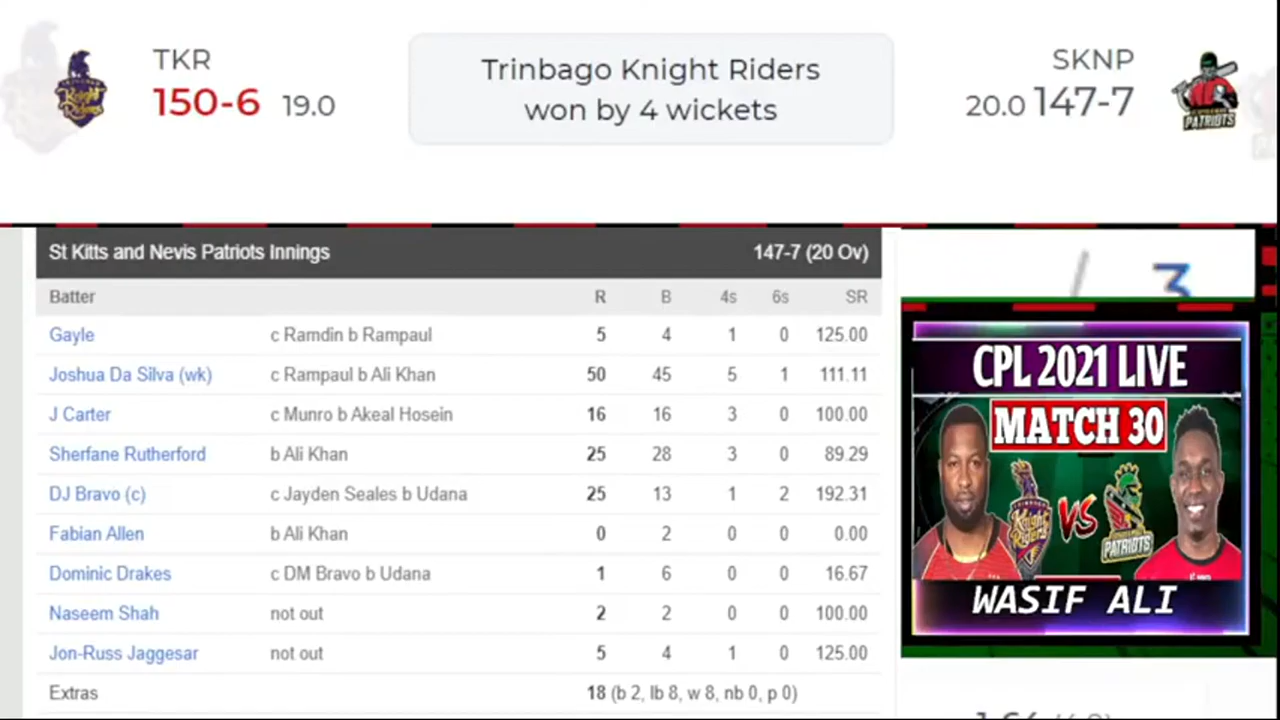 TKR
150-6 19.0
Trinbago Knight Riders
won by 4 wickets
SKNP
20.0 147-7
PATRIOTS
St Kitts and Nevis Patriots Innings 147-7 (20 Ov)
Batter R B 4s 6s SR
Gayle c Ramdin b Rampaul 5 4 1 0 125.00
Joshua Da Silva (wk) c Rampaul b Ali Khan 50 45 5 1 111.11
J Carter c Munro b Akeal Hosein 16 16 3 0 100.00
Sherfane Rutherford b Ali Khan 25 28 3 0 89.29
DJ Bravo (c) c Jayden Seales b Udana 25 13 1 2 192.31
Fabian Allen b Ali Khan 0 2 0 0 0.00
Dominic Drakes c DM Bravo b Udana 1 6 0 0 16.67
Naseem Shah not out 2 2 0 0 100.00
Jon-Russ Jaggesar not out 5 4 1 0 125.00
Extras 18 (b 2, lb 8, w 8, nb 0, p 0)
/ 3
CPL 2021 LIVE
MATCH 30
Knight Riders
VS
PATRIOTS
WASIF ALI